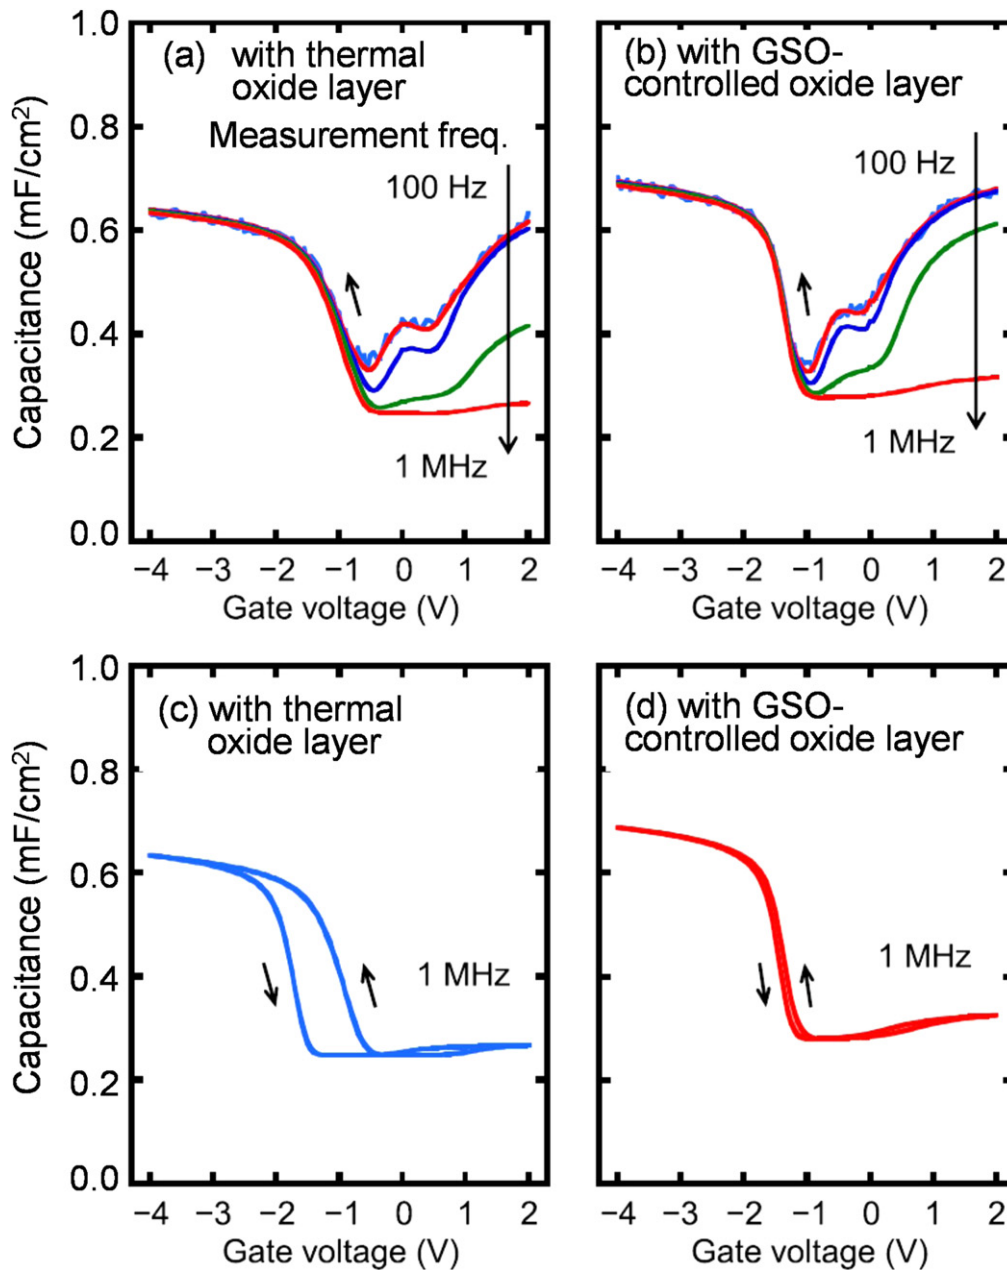 (a) with thermal
oxide layer
Measurement freq.
100 Hz
1 MHz
Capacitance (mF/cm²)
1.0
0.8
0.6
0.4
0.2
0.0
−4 −3 −2 −1 0 1 2
Gate voltage (V)
(b) with GSO-
controlled oxide layer
100 Hz
1 MHz
−4 −3 −2 −1 0 1 2
Gate voltage (V)
(c) with thermal
oxide layer
1 MHz
Capacitance (mF/cm²)
1.0
0.8
0.6
0.4
0.2
0.0
−4 −3 −2 −1 0 1 2
Gate voltage (V)
(d) with GSO-
controlled oxide layer
1 MHz
−4 −3 −2 −1 0 1 2
Gate voltage (V)